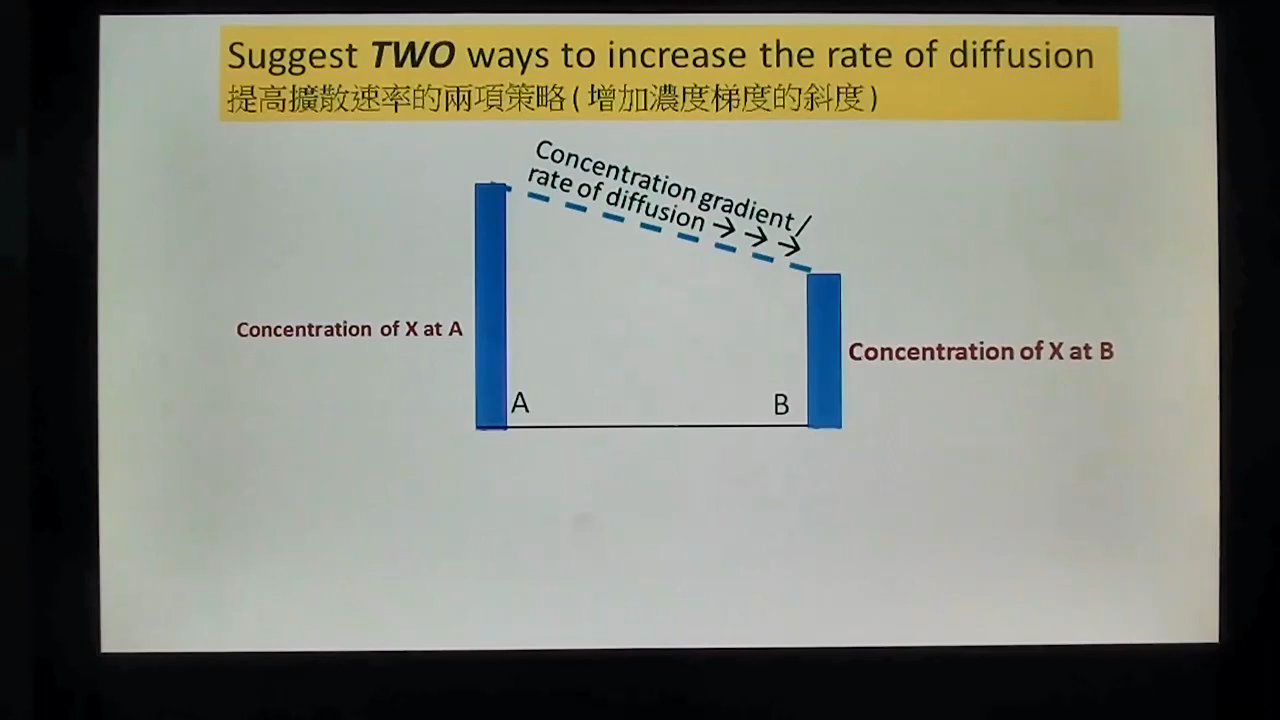 Suggest TWO ways to increase the rate of diffusion
提高擴散速率的兩項策略 ( 增加濃度梯度的斜度 )
Concentration gradient /
rate of diffusion → → →
Concentration of X at A
Concentration of X at B
A
B